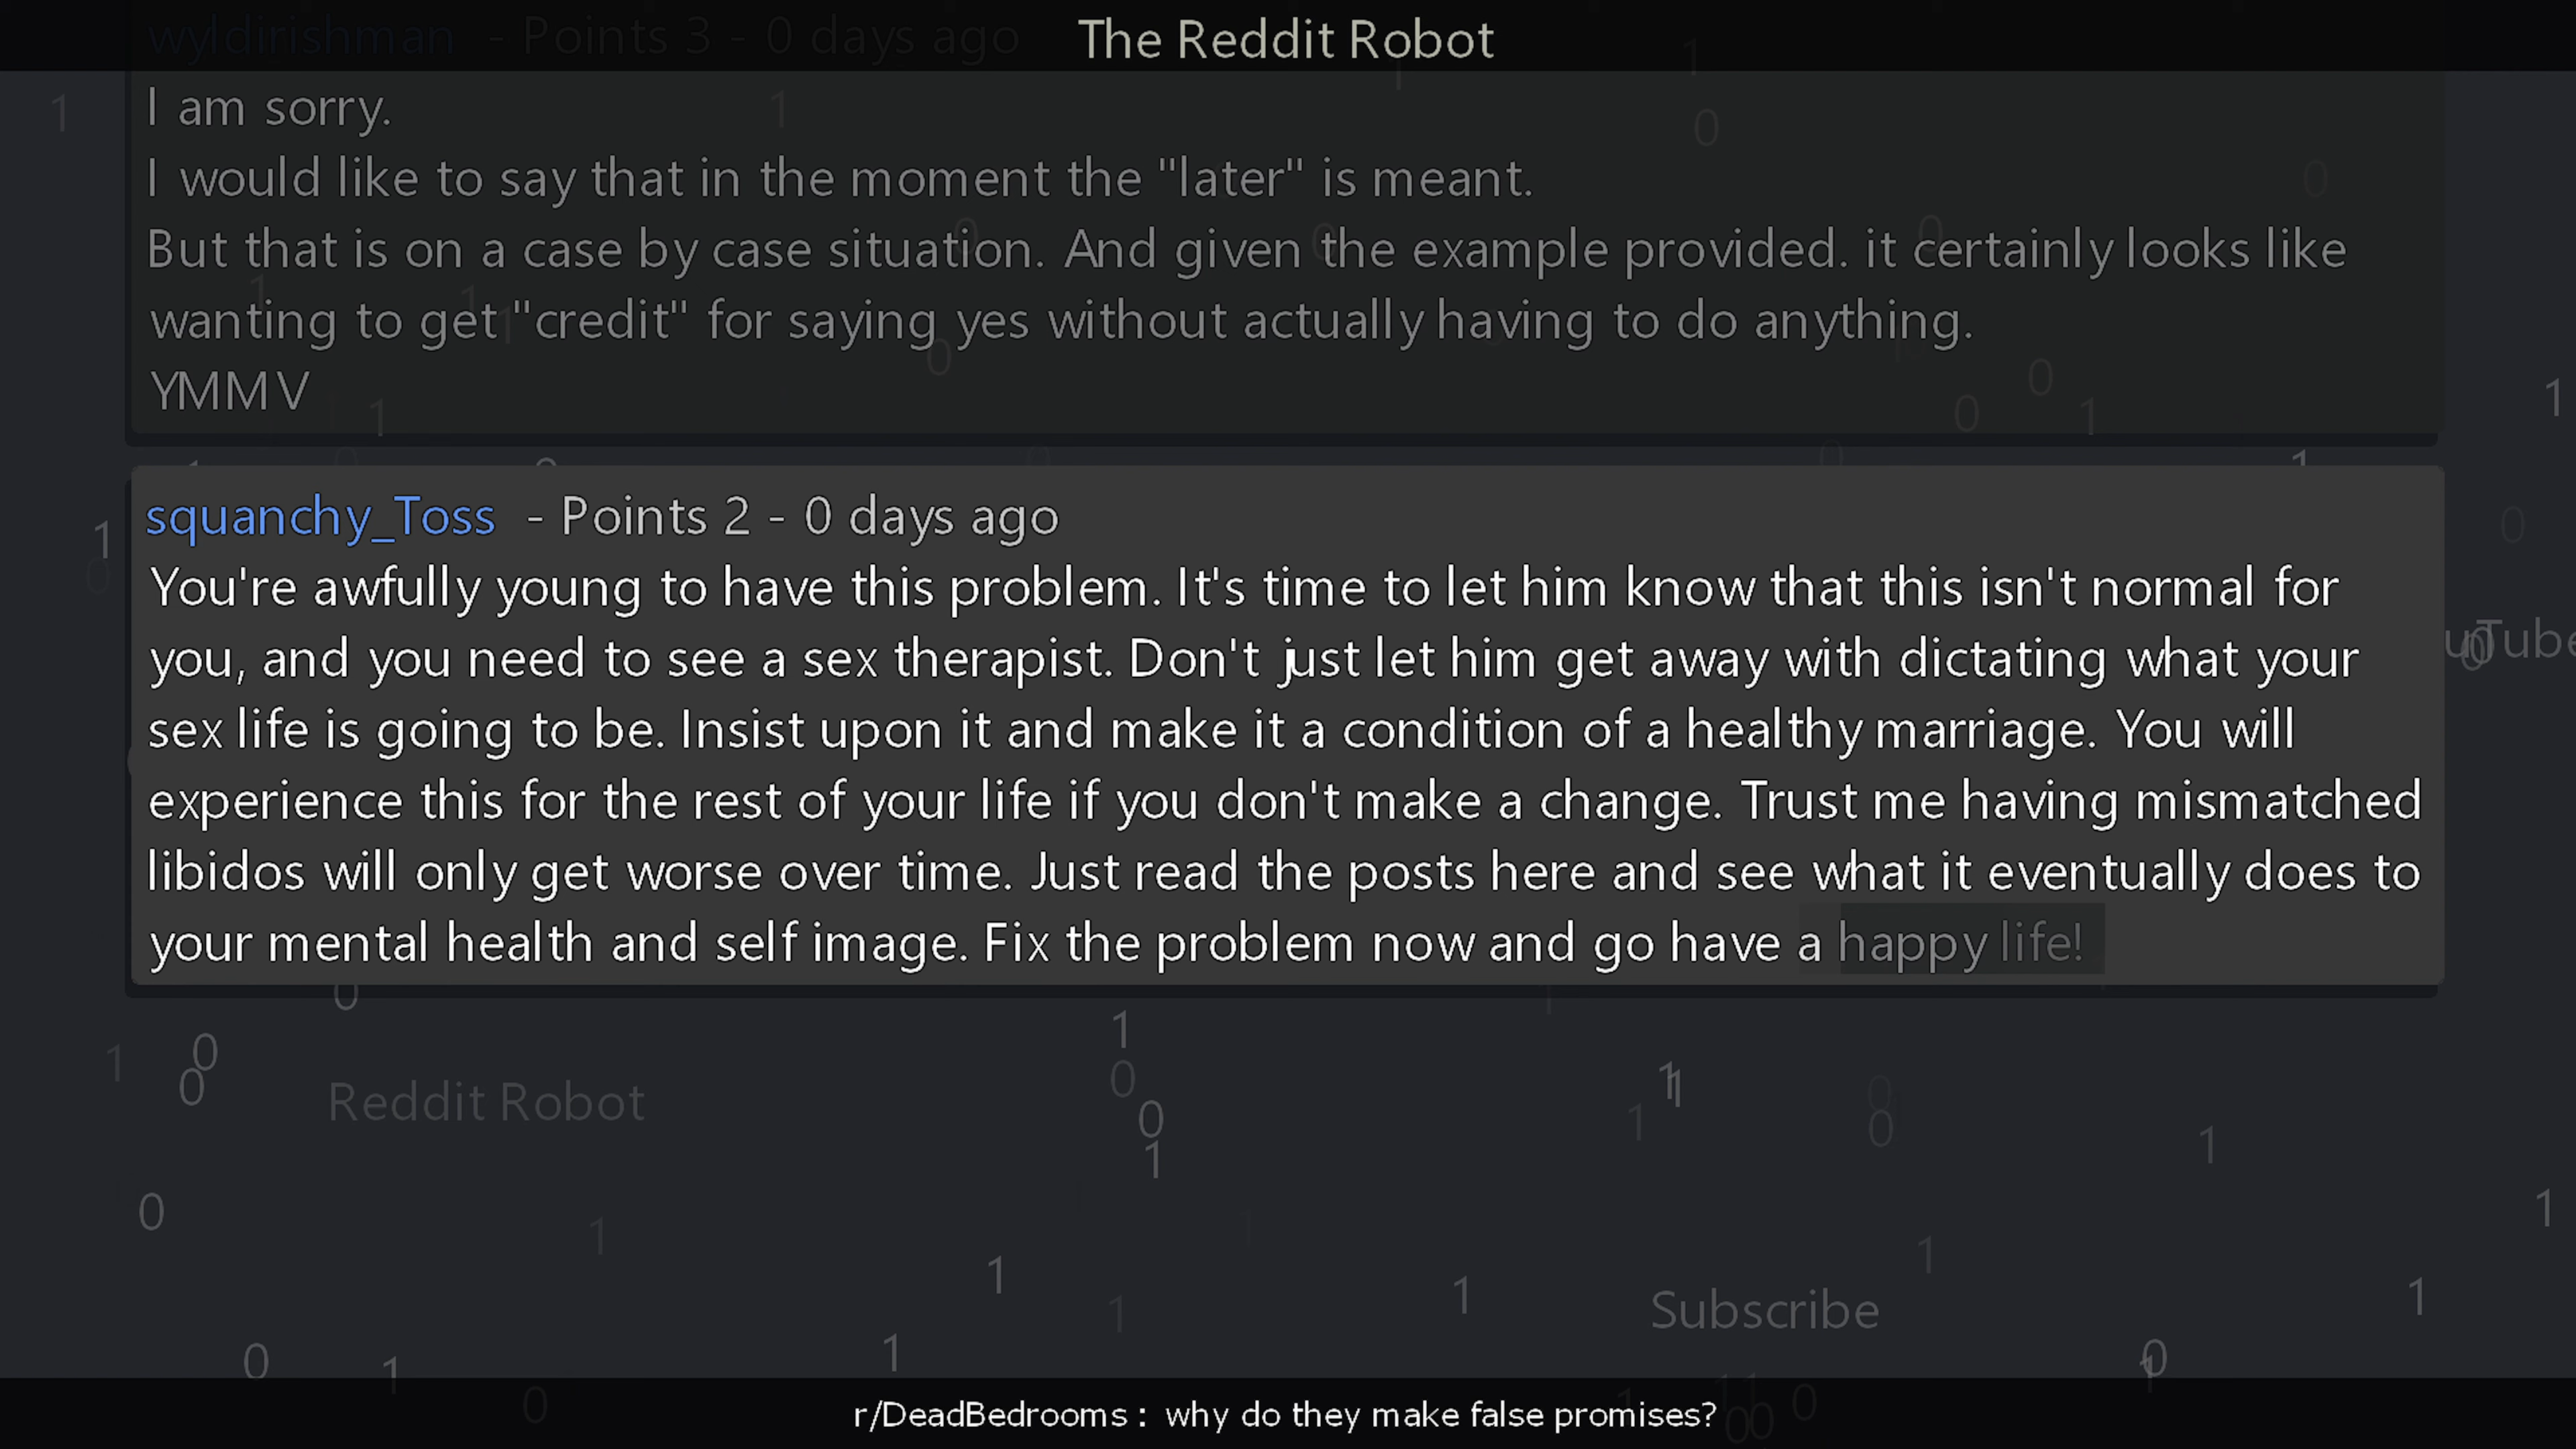 The Reddit Robot
wyldirishman - Points 3 - 0 days ago
I am sorry.
I would like to say that in the moment the "later" is meant.
But that is on a case by case situation. And given the example provided. it certainly looks like
wanting to get "credit" for saying yes without actually having to do anything.
YMMV
squanchy_Toss - Points 2 - 0 days ago
You're awfully young to have this problem. It's time to let him know that this isn't normal for
you, and you need to see a sex therapist. Don't just let him get away with dictating what your
sex life is going to be. Insist upon it and make it a condition of a healthy marriage. You will
experience this for the rest of your life if you don't make a change. Trust me having mismatched
libidos will only get worse over time. Just read the posts here and see what it eventually does to
your mental health and self image. Fix the problem now and go have a happy life!
Reddit Robot
Subscribe
r/DeadBedrooms : why do they make false promises?